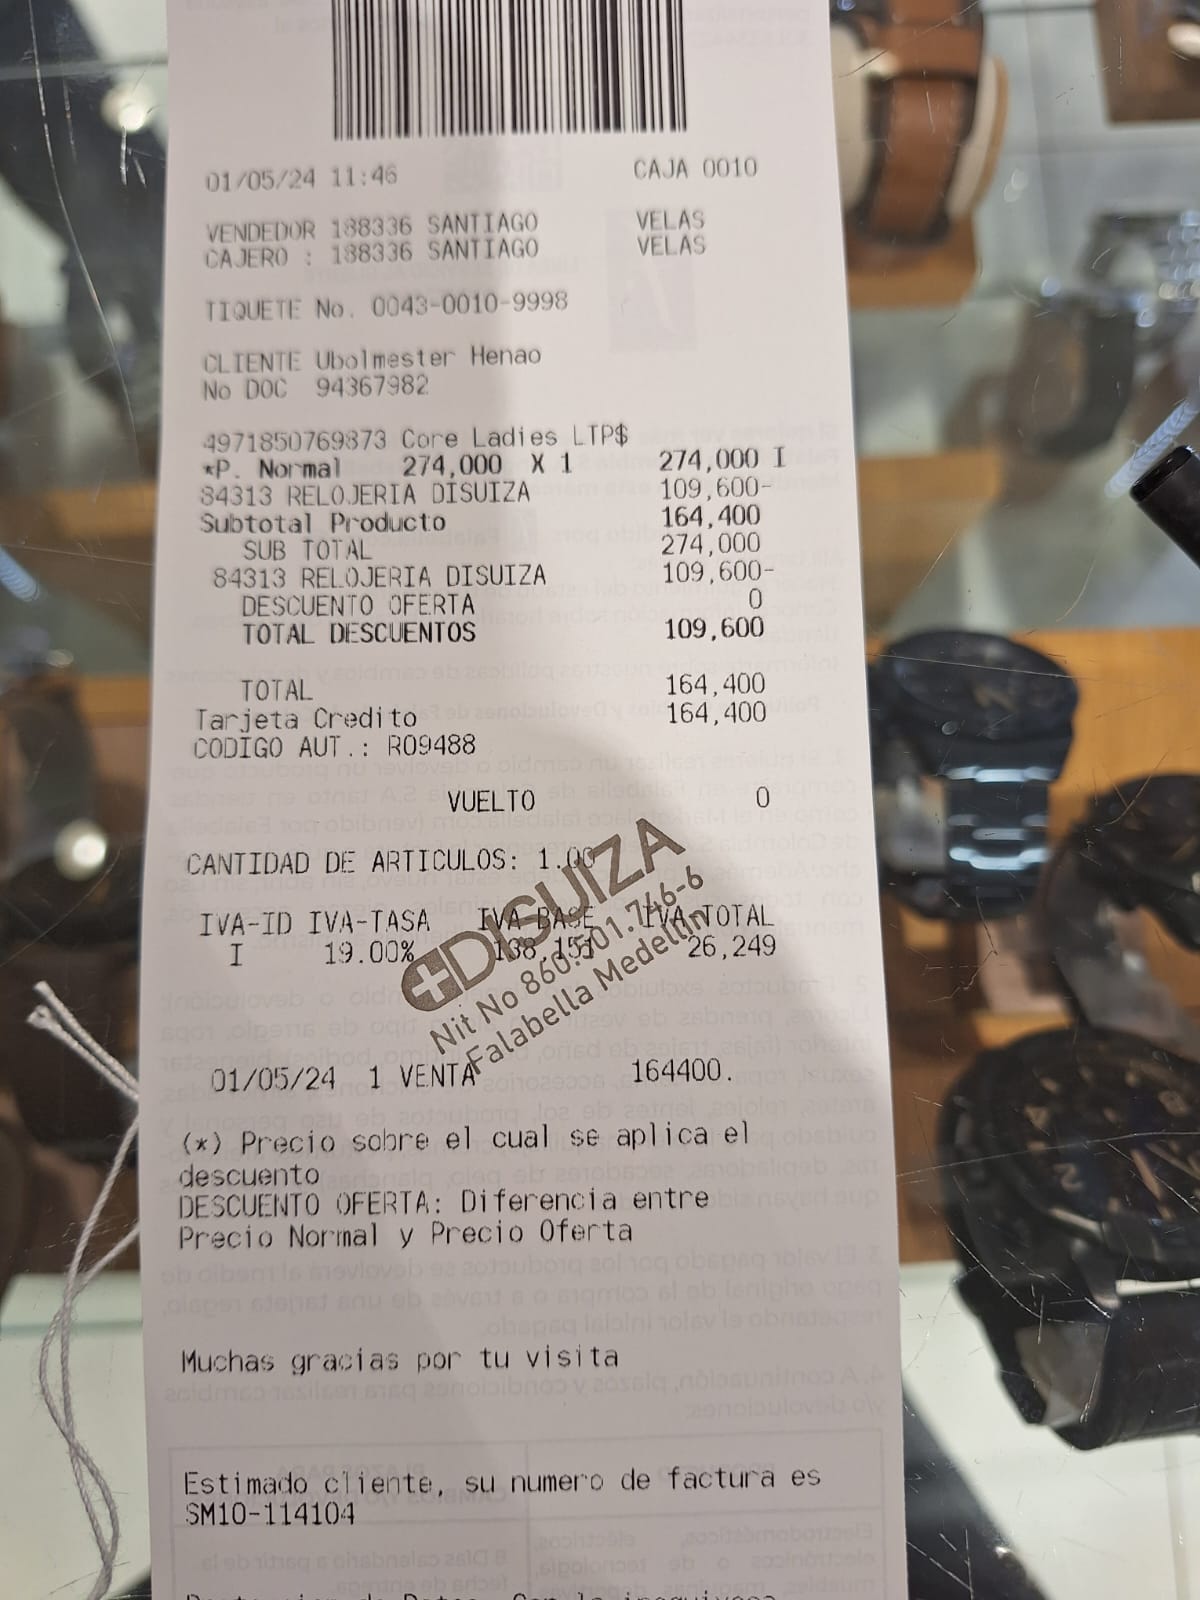 01/05/24 11:46 CAJA 0010
VENDEDOR 188336 SANTIAGO VELAS
CAJERO : 188336 SANTIAGO VELAS
TIQUETE No. 0043-0010-9998
CLIENTE Ubolmester Henao
No DOC 94367982
4971850769873 Core Ladies LTP$
*P. Normal 274,000 X 1 274,000 I
84313 RELOJERIA DISUIZA 109,600-
Subtotal Producto 164,400
SUB TOTAL 274,000
84313 RELOJERIA DISUIZA 109,600-
DESCUENTO OFERTA 0
TOTAL DESCUENTOS 109,600
TOTAL 164,400
Tarjeta Credito 164,400
CODIGO AUT.: R09488
VUELTO 0
CANTIDAD DE ARTICULOS: 1.00
IVA-ID IVA-TASA IVA-BASE IVA-TOTAL
I 19.00% 138,151 26,249
DISUIZA
Nit No 860.501.746-6
Falabella Medellin
01/05/24 1 VENTA 164400.
(*) Precio sobre el cual se aplica el
descuento
DESCUENTO OFERTA: Diferencia entre
Precio Normal y Precio Oferta
Muchas gracias por tu visita
Estimado cliente, su numero de factura es
SM10-114104